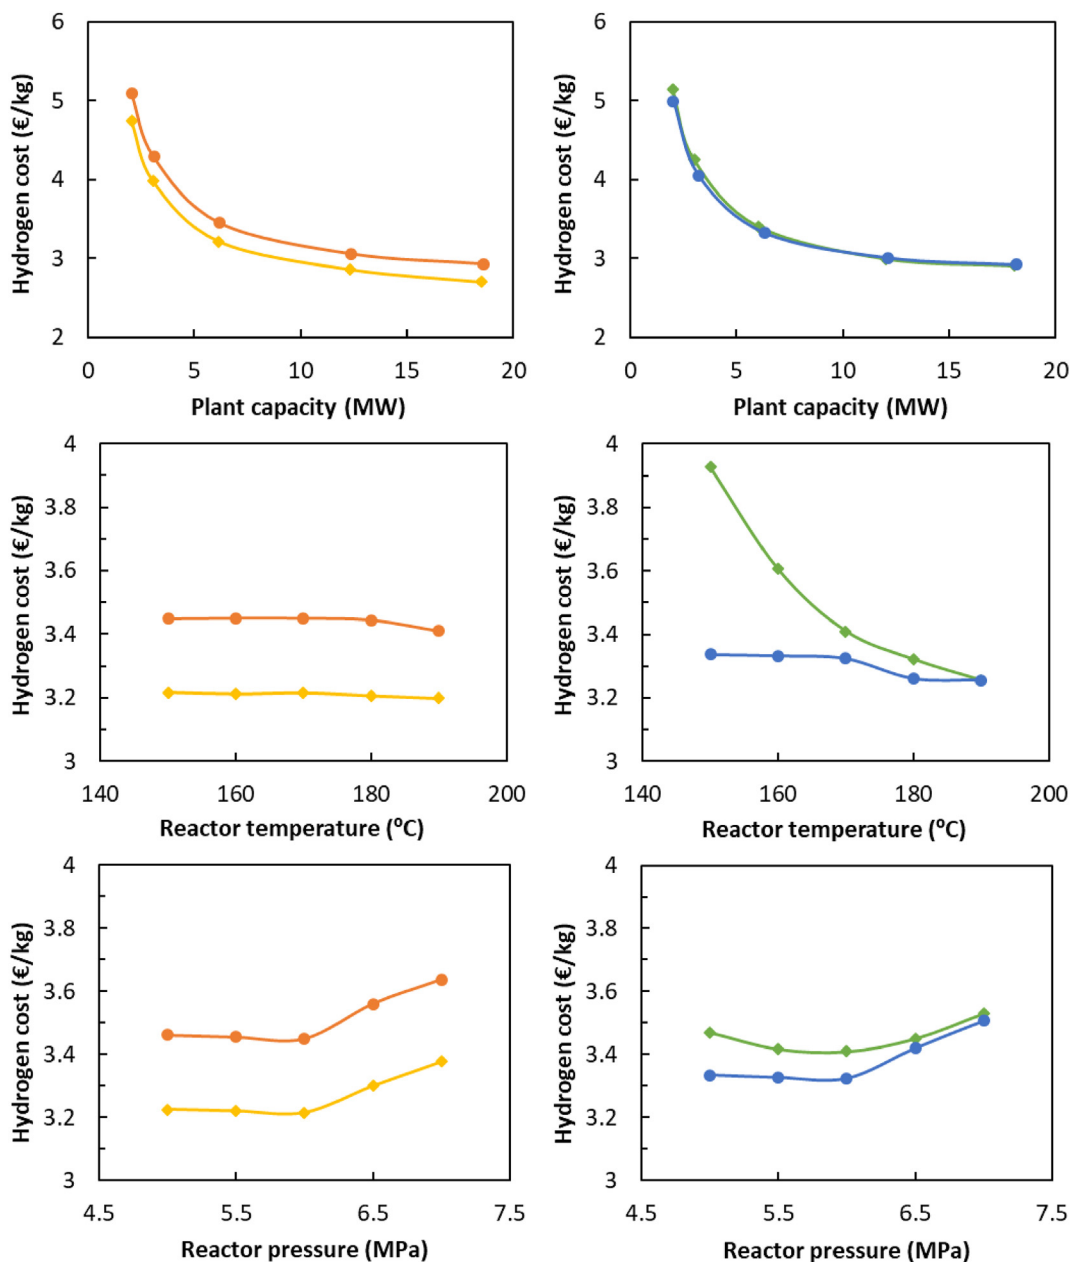 Hydrogen cost (€/kg)
6
5
4
3
2
0 5 10 15 20
Plant capacity (MW)
Hydrogen cost (€/kg)
6
5
4
3
2
0 5 10 15 20
Plant capacity (MW)
Hydrogen cost (€/kg)
4
3.8
3.6
3.4
3.2
3
140 160 180 200
Reactor temperature (⁰C)
Hydrogen cost (€/kg)
4
3.8
3.6
3.4
3.2
3
140 160 180 200
Reactor temperature (⁰C)
Hydrogen cost (€/kg)
4
3.8
3.6
3.4
3.2
3
4.5 5.5 6.5 7.5
Reactor pressure (MPa)
Hydrogen cost (€/kg)
4
3.8
3.6
3.4
3.2
3
4.5 5.5 6.5 7.5
Reactor pressure (MPa)